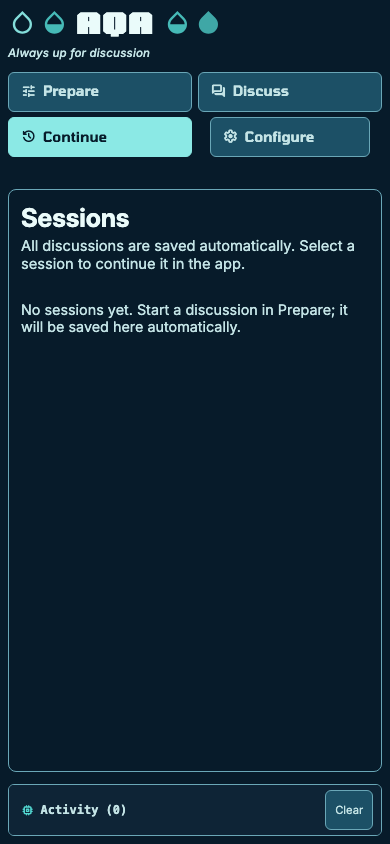 AQA
Always up for discussion
Prepare
Discuss
Continue
Configure
Sessions
All discussions are saved automatically. Select a
session to continue it in the app.
No sessions yet. Start a discussion in Prepare; it
will be saved here automatically.
Activity (0)
Clear